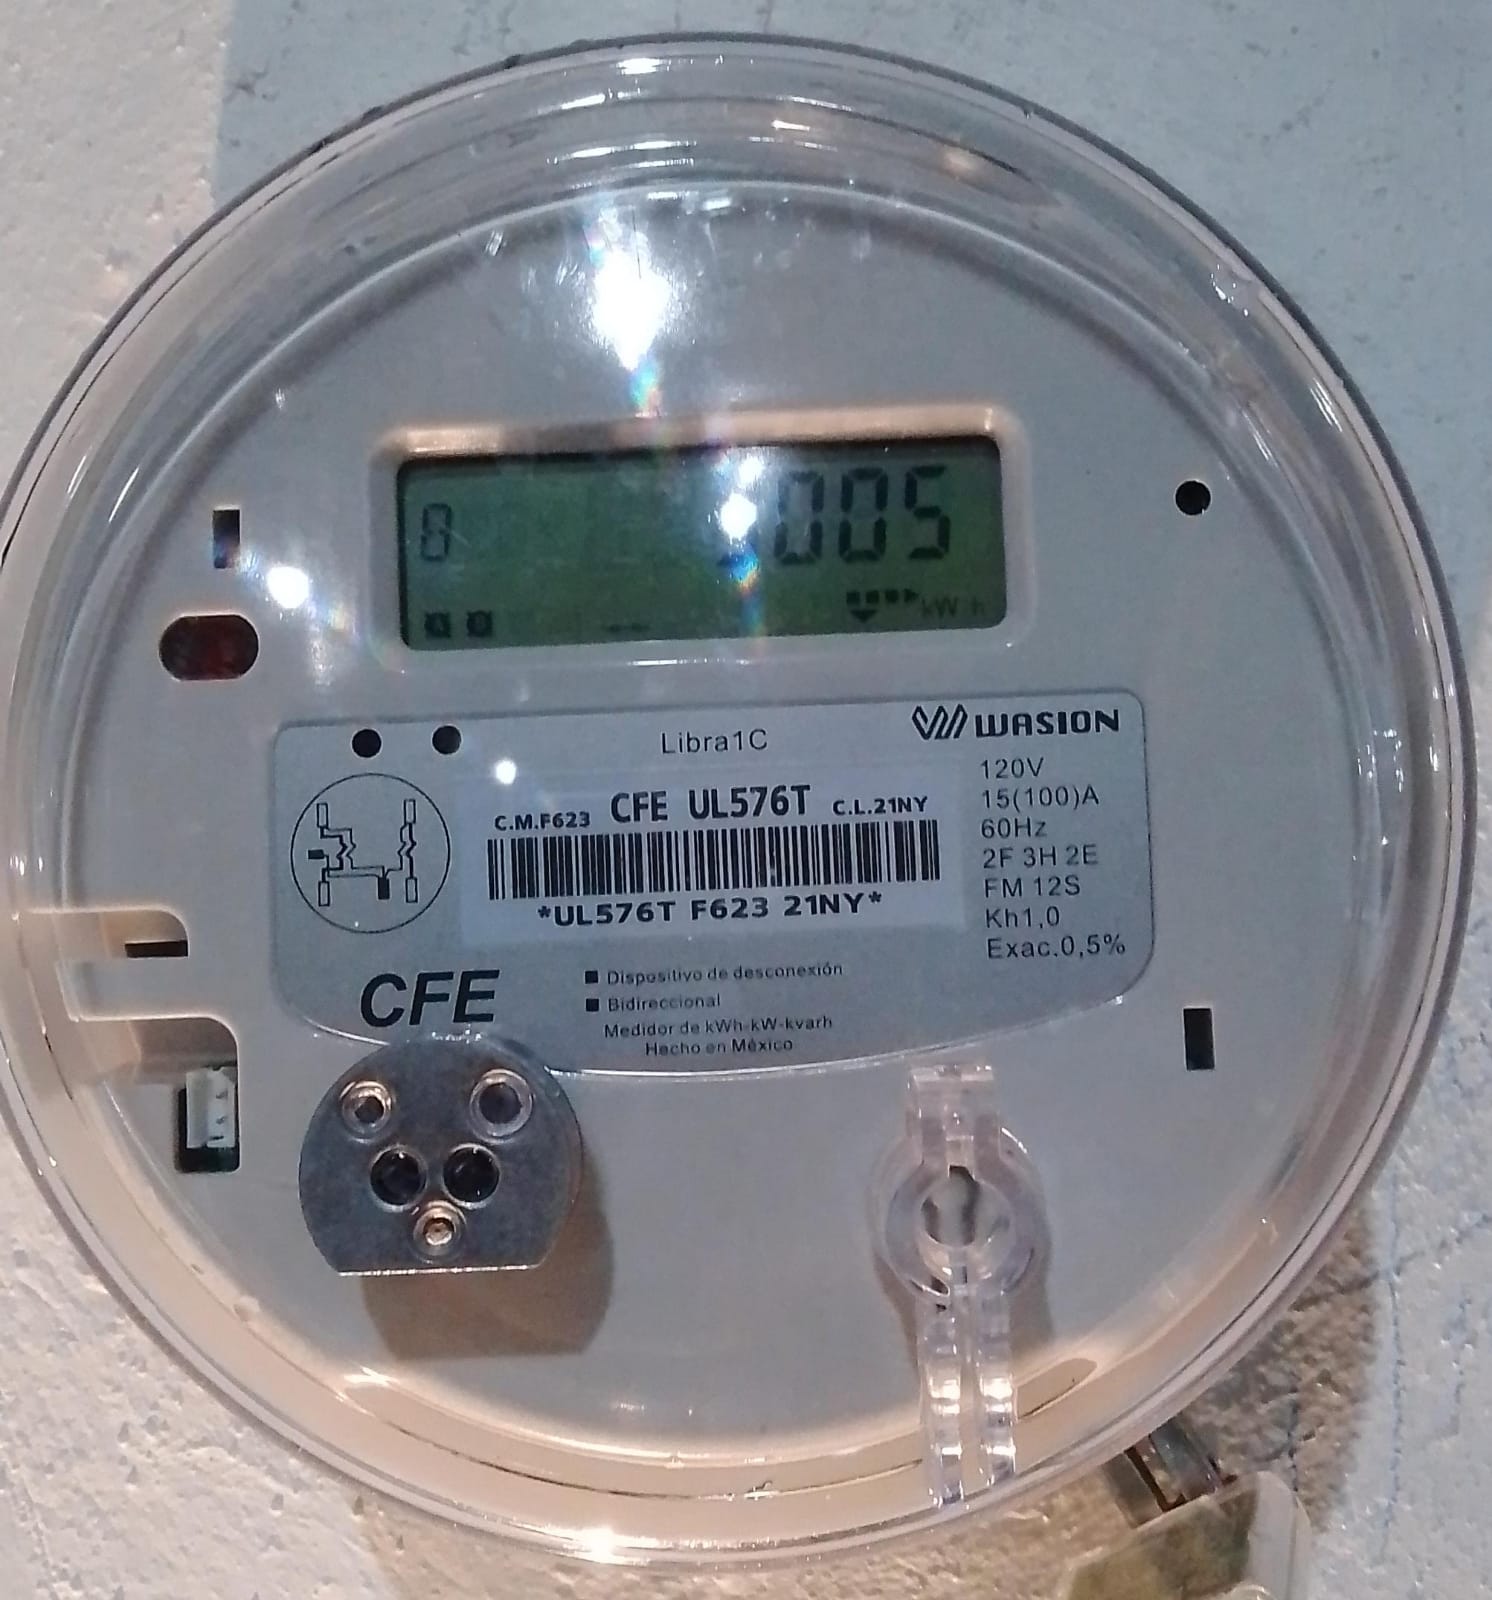 8
005
kW h
Libra1C
WASION
C.M.F623 CFE UL576T C.L.21NY
*UL576T F623 21NY*
120V
15(100)A
60Hz
2F 3H 2E
FM 12S
Kh1,0
Exac.0,5%
CFE
Dispositivo de desconexión
Bidireccional
Medidor de kWh-kW-kvarh
Hecho en México